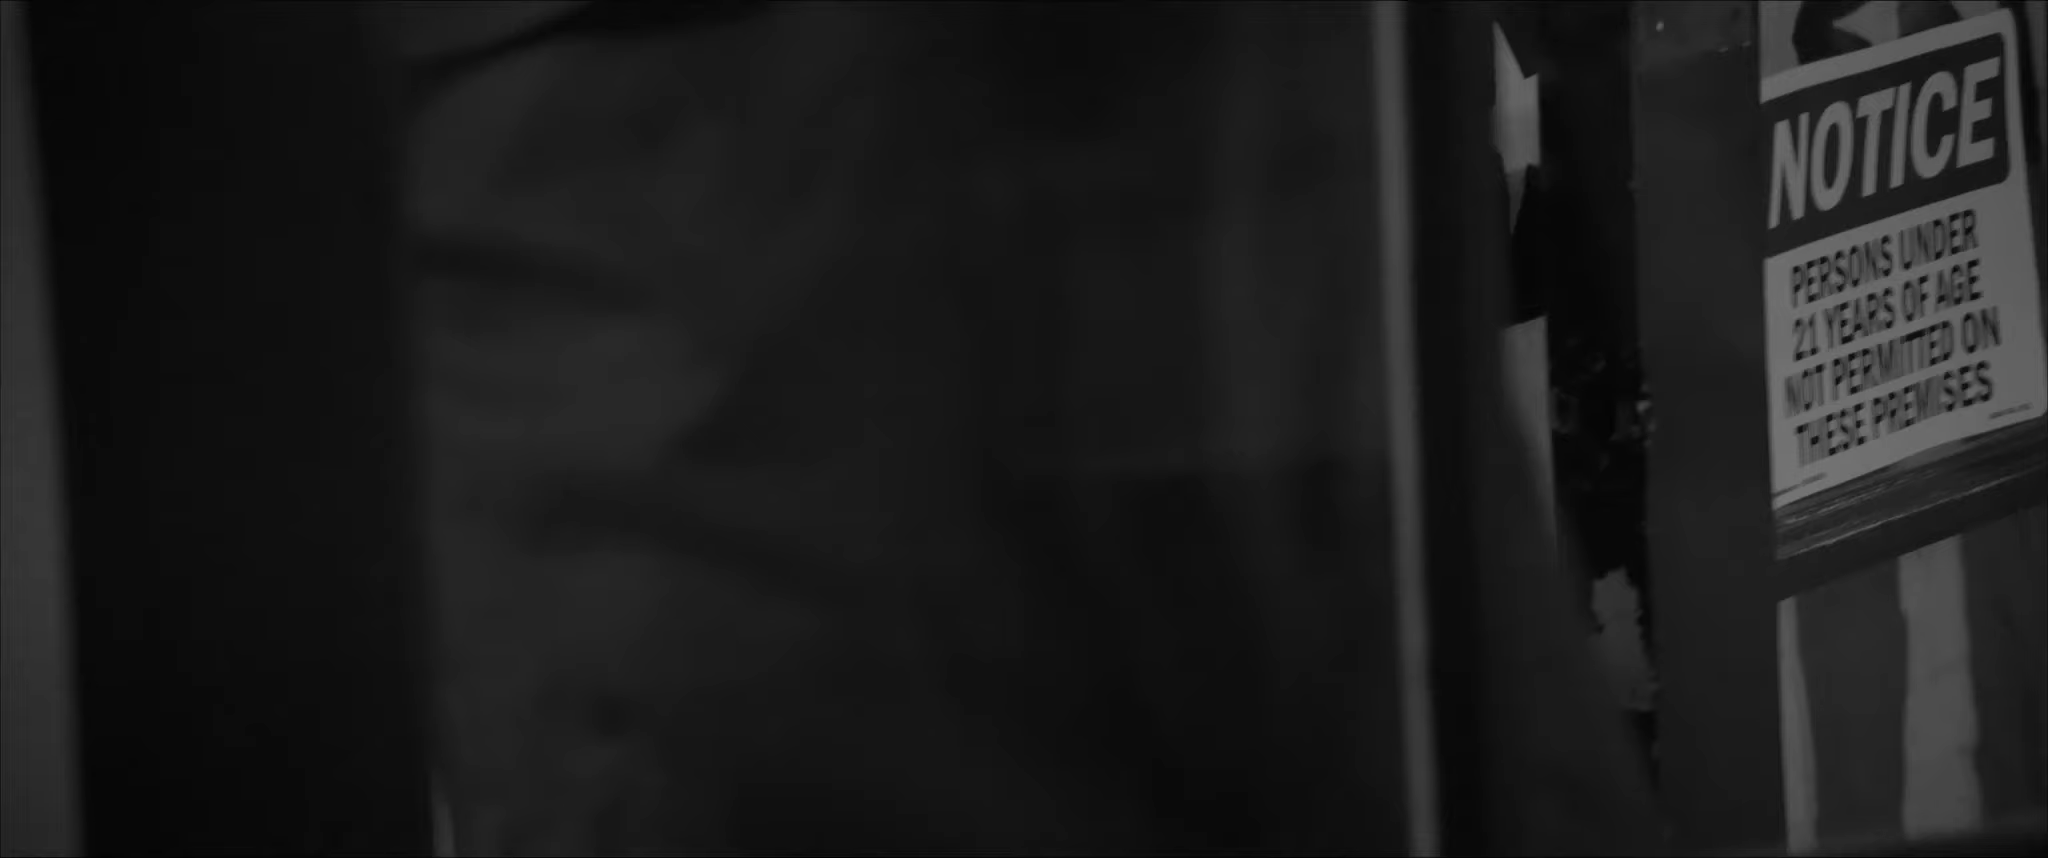 NOTICE
PERSONS UNDER
21 YEARS OF AGE
NOT PERMITTED ON
THESE PREMISES